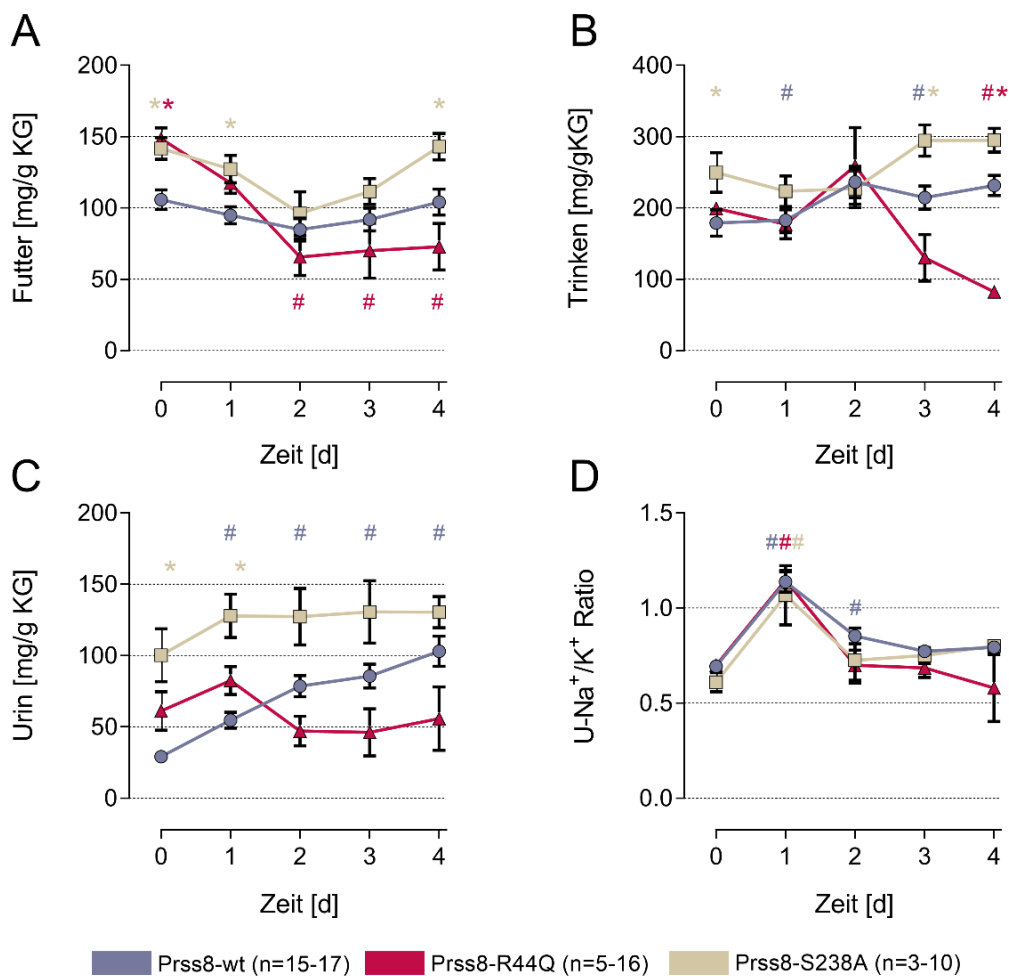 A
200
150
100
50
0
Futter [mg/g KG]
**
*
*
#
#
#
0 1 2 3 4
Zeit [d]
B
400
300
200
100
0
Trinken [mg/gKG]
*
#
#*
#*
0 1 2 3 4
Zeit [d]
C
200
150
100
50
0
Urin [mg/g KG]
# # # #
* *
0 1 2 3 4
Zeit [d]
D
1.5
1.0
0.5
0.0
U-Na⁺/K⁺ Ratio
###
#
0 1 2 3 4
Zeit [d]
Prss8-wt (n=15-17) Prss8-R44Q (n=5-16) Prss8-S238A (n=3-10)